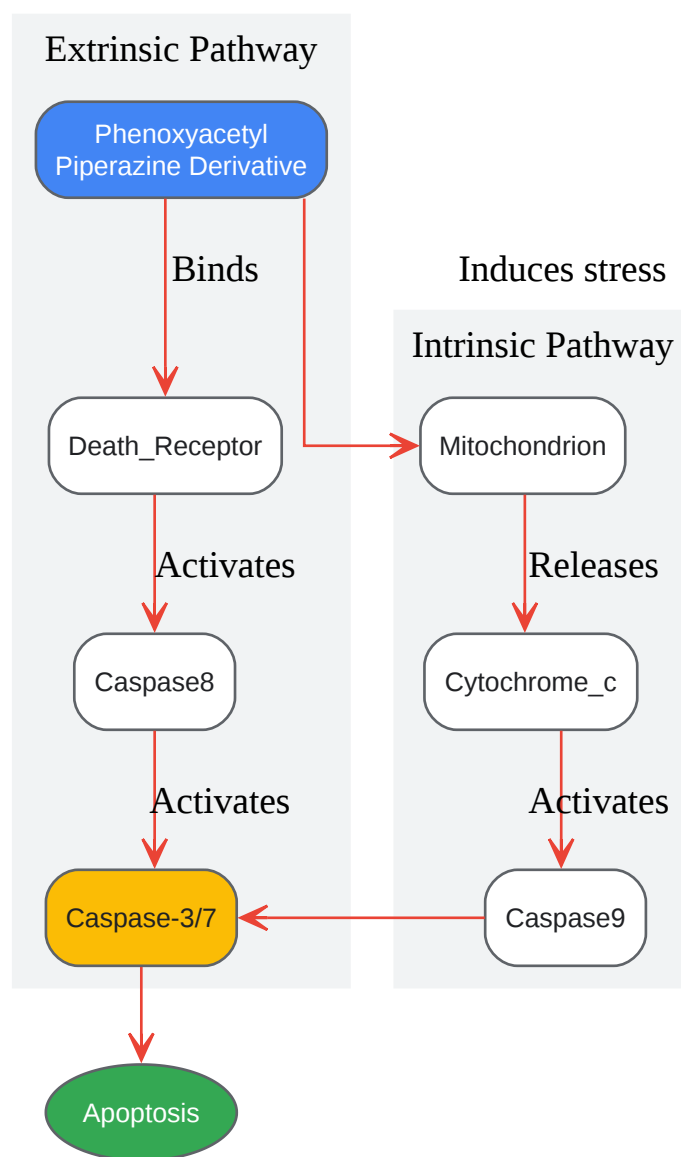 Extrinsic Pathway
Phenoxyacetyl
Piperazine Derivative
Binds
Induces stress
Intrinsic Pathway
Death_Receptor
Mitochondrion
Activates
Releases
Caspase8
Cytochrome_c
Activates
Activates
Caspase-3/7
Caspase9
Apoptosis